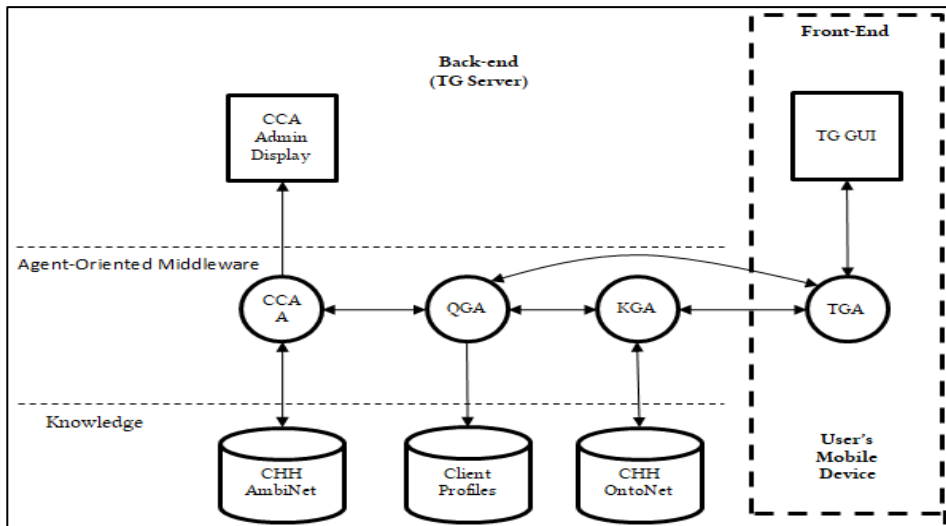 Front-End
Back-end
(TG Server)
CCA
Admin
Display
TG GUI
Agent-Oriented Middleware
CCA
A
QGA
KGA
TGA
Knowledge
CHH
AmbiNet
Client
Profiles
CHH
OntoNet
User's
Mobile
Device